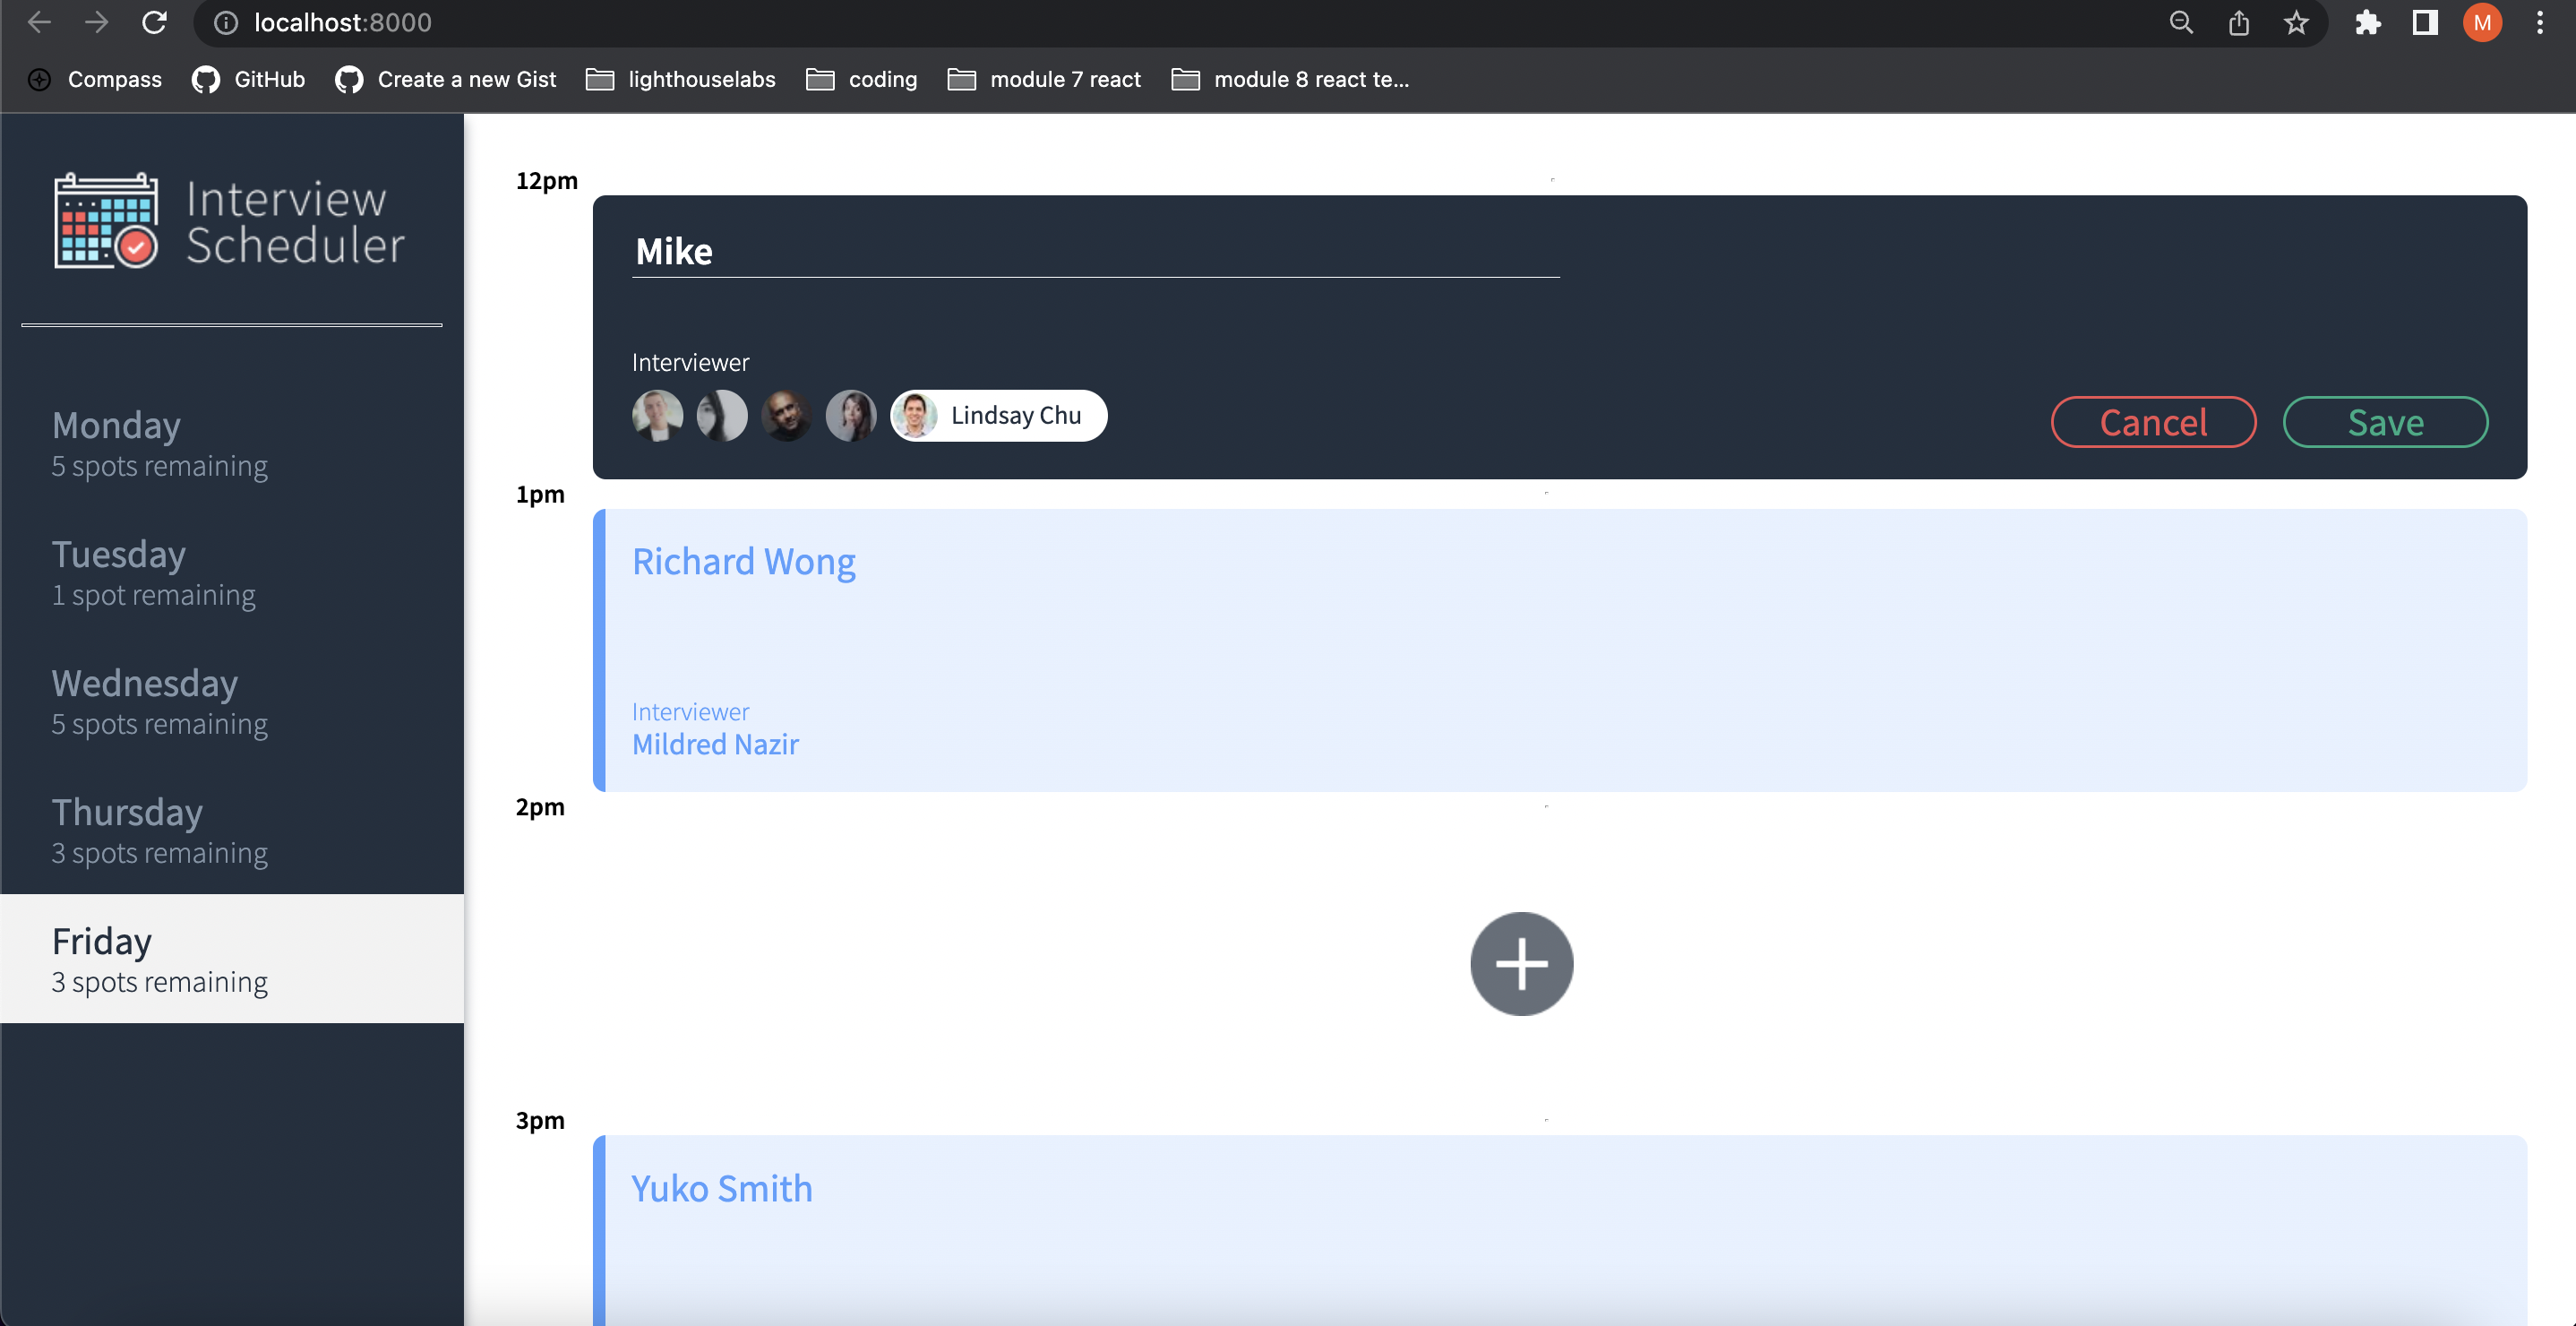 localhost:8000
M
Compass
GitHub
Create a new Gist
lighthouselabs
coding
module 7 react
module 8 react te...
Interview
Scheduler
Monday
5 spots remaining
Tuesday
1 spot remaining
Wednesday
5 spots remaining
Thursday
3 spots remaining
Friday
3 spots remaining
12pm
Mike
Interviewer
Lindsay Chu
Cancel
Save
1pm
Richard Wong
Interviewer
Mildred Nazir
2pm
3pm
Yuko Smith